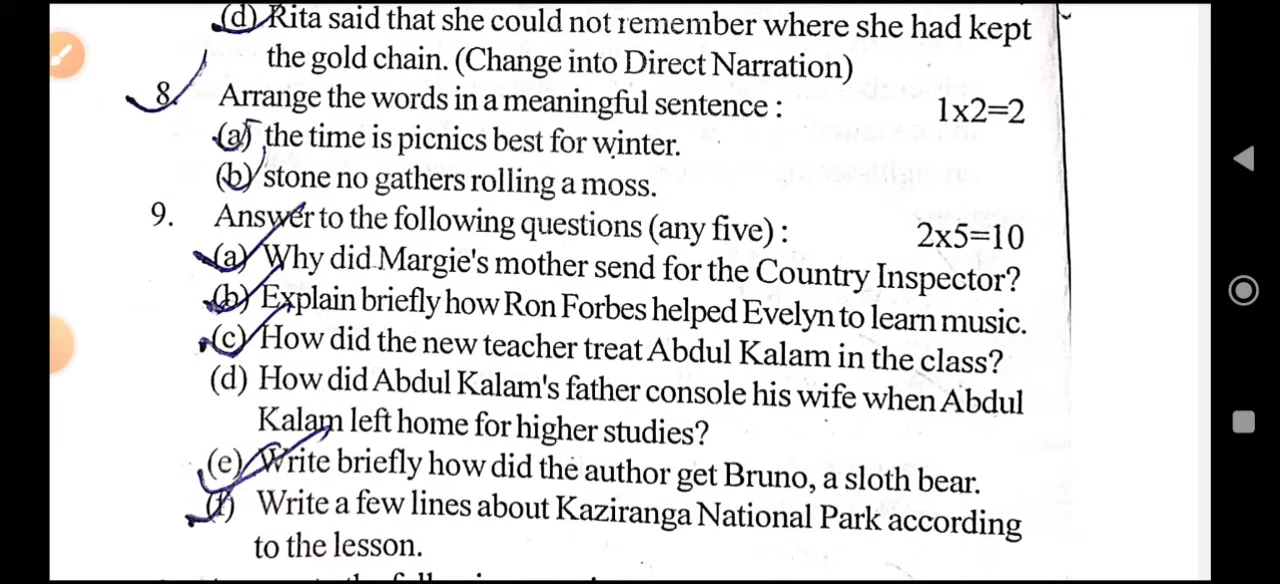 (d) Rita said that she could not remember where she had kept
the gold chain. (Change into Direct Narration)
8. Arrange the words in a meaningful sentence : 1x2=2
(a) the time is picnics best for winter.
(b) stone no gathers rolling a moss.
9. Answer to the following questions (any five) : 2x5=10
(a) Why did Margie's mother send for the Country Inspector?
(b) Explain briefly how Ron Forbes helped Evelyn to learn music.
(c) How did the new teacher treat Abdul Kalam in the class?
(d) How did Abdul Kalam's father console his wife when Abdul
Kalam left home for higher studies?
(e) Write briefly how did the author get Bruno, a sloth bear.
(f) Write a few lines about Kaziranga National Park according
to the lesson.